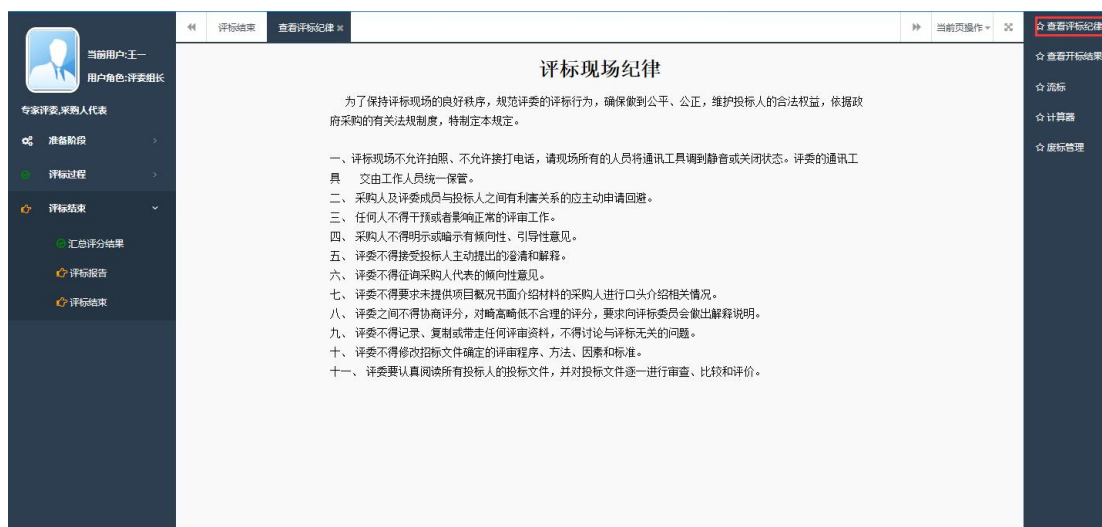 当前用户:王一
用户角色:评委组长
专家评委,采购人代表
准备阶段
评标过程
评标结束
汇总评分结果
评标报告
评标结束
评标结束
查看评标纪律
当前页操作
评标现场纪律
为了保持评标现场的良好秩序，规范评委的评标行为，确保做到公平、公正，维护投标人的合法权益，依据政
府采购的有关法规制度，特制定本规定。
一、评标现场不允许拍照、不允许接打电话，请现场所有的人员将通讯工具调到静音或关闭状态。评委的通讯工
具 交由工作人员统一保管。
二、 采购人及评委成员与投标人之间有利害关系的应主动申请回避。
三、 任何人不得干预或者影响正常的评审工作。
四、 采购人不得明示或暗示有倾向性、引导性意见。
五、 评委不得接受投标人主动提出的澄清和解释。
六、 评委不得征询采购人代表的倾向性意见。
七、 评委不得要求未提供项目概况书面介绍材料的采购人进行口头介绍相关情况。
八、 评委之间不得协商评分，对畸高畸低不合理的评分，要求向评标委员会做出解释说明。
九、 评委不得记录、复制或带走任何评审资料，不得讨论与评标无关的问题。
十、 评委不得修改招标文件确定的评审程序、方法、因素和标准。
十一、 评委要认真阅读所有投标人的投标文件，并对投标文件逐一进行审查、比较和评价。
查看评标纪律
查看开标结果
流标
计算器
废标管理